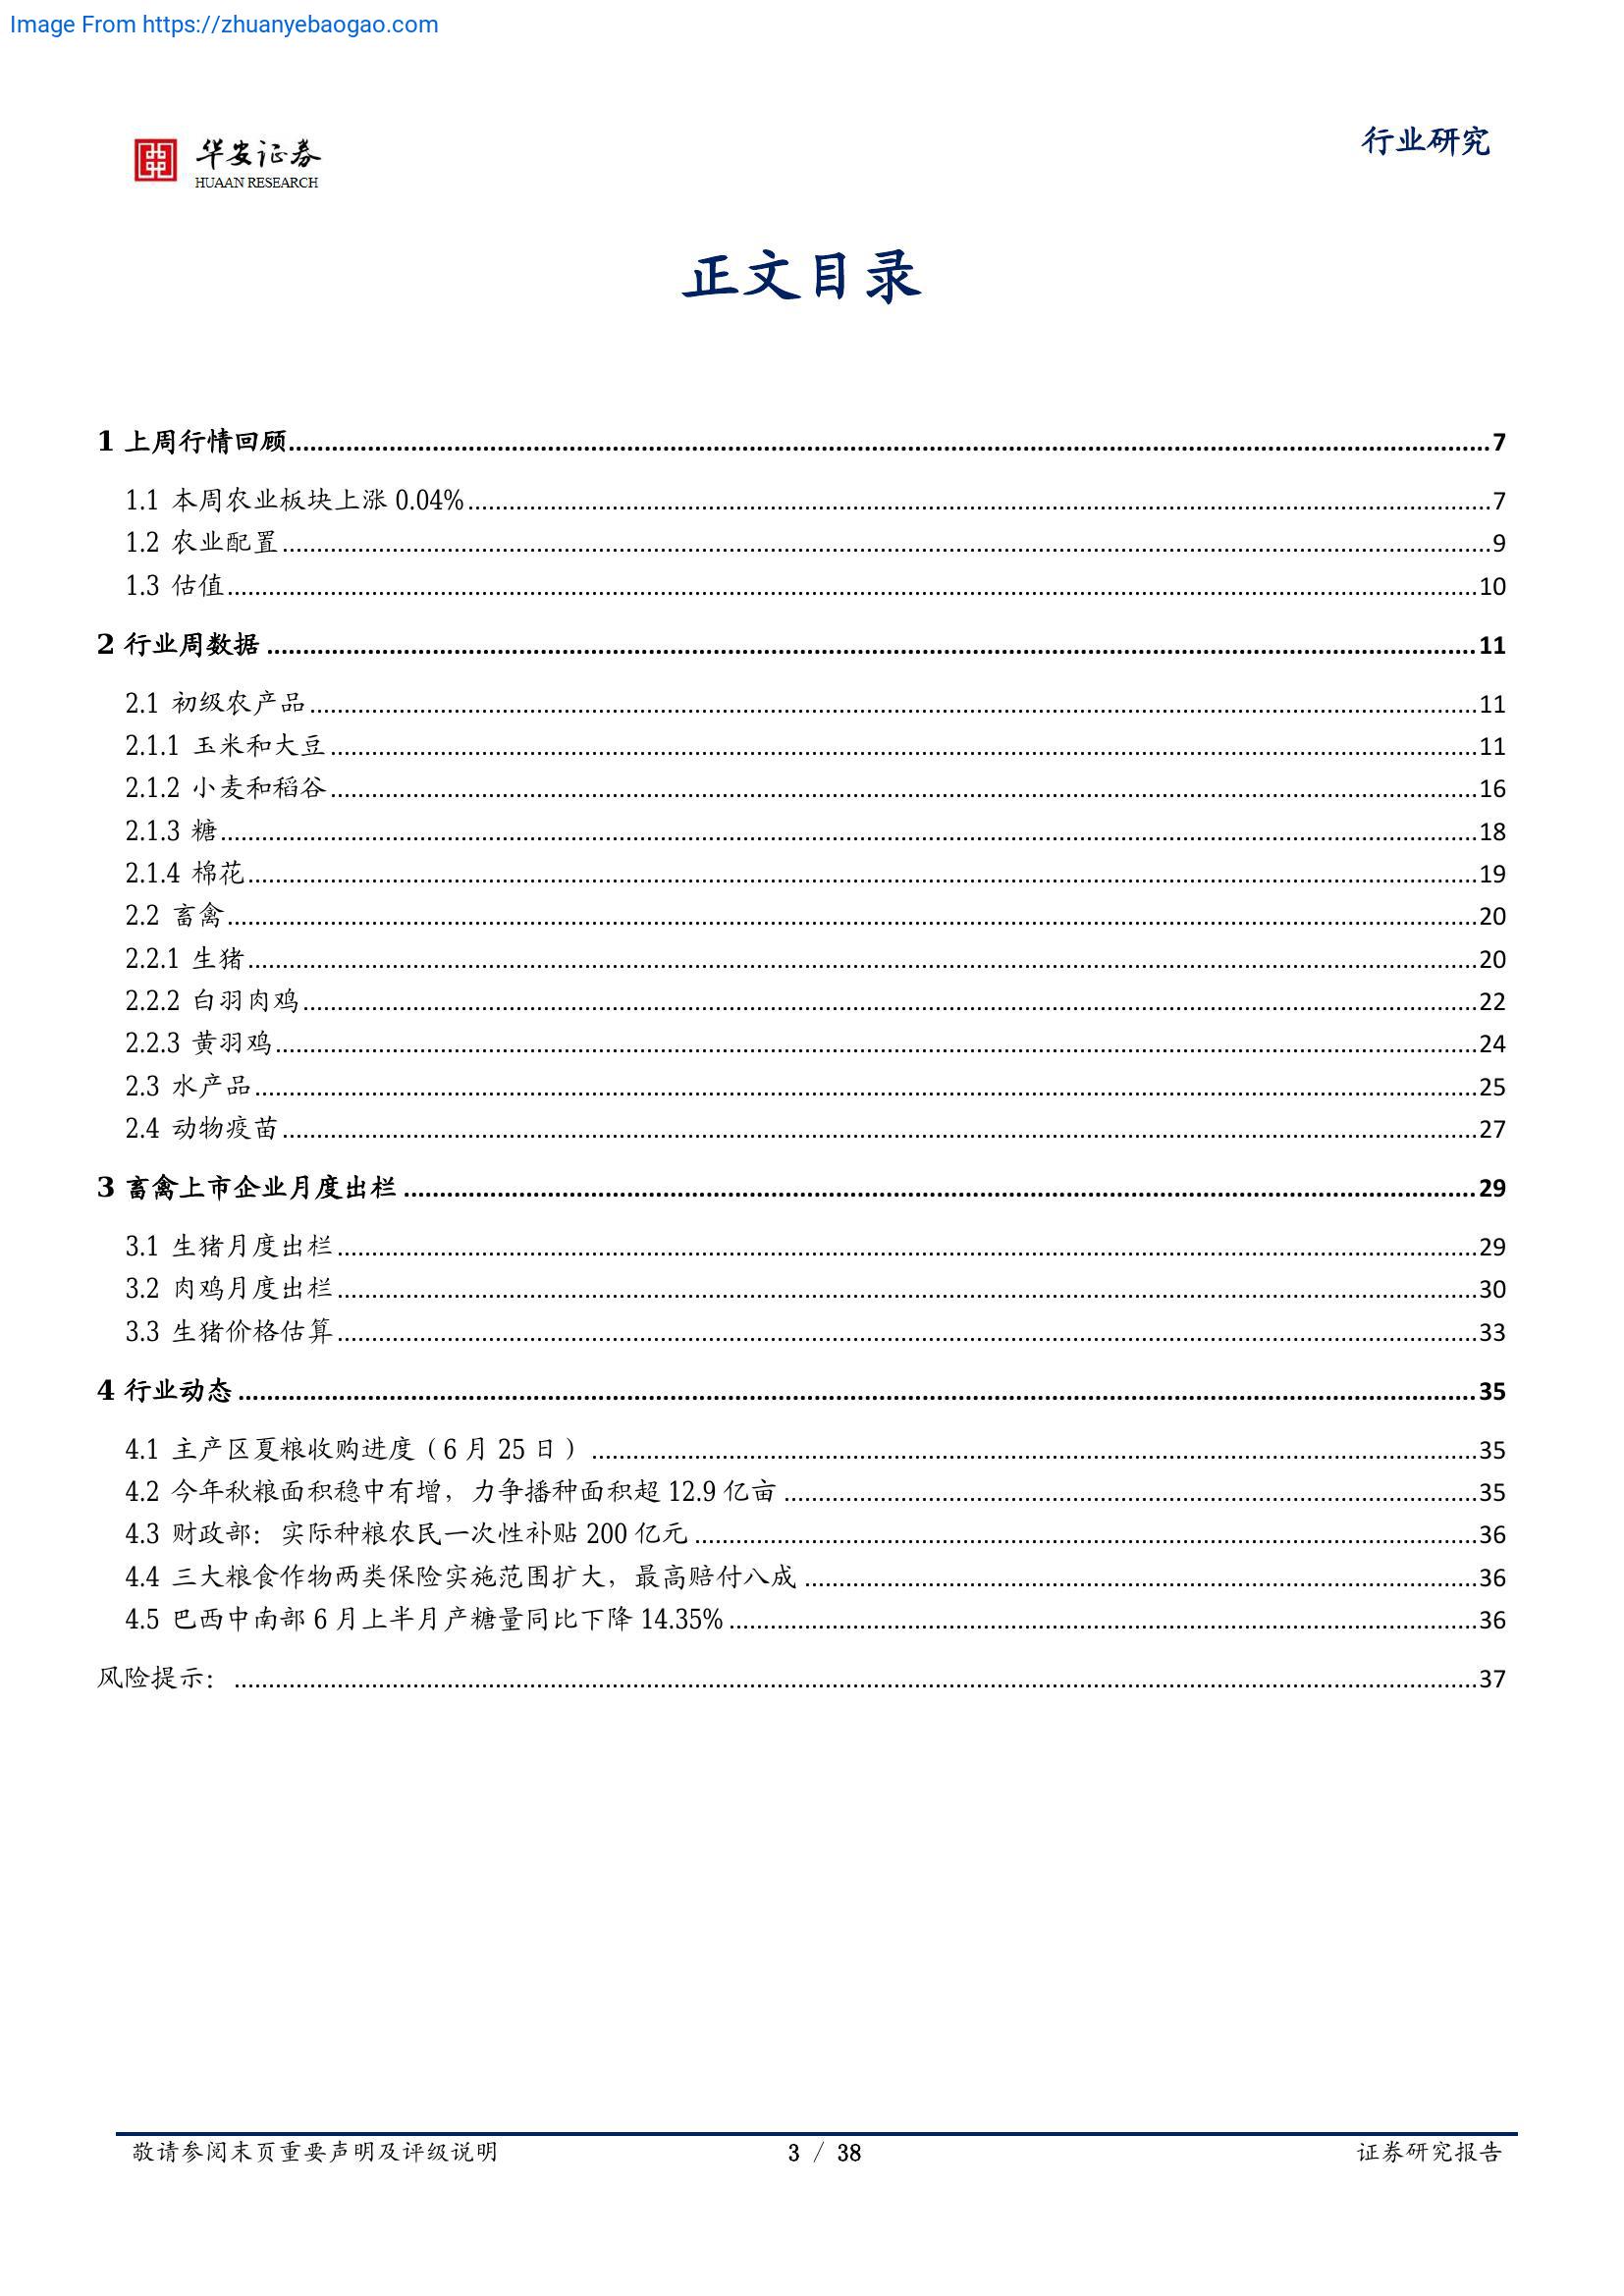 Image From https://zhuanyebaogao.com
华安证券
HUAAN RESEARCH
行业研究
正文目录
1 上周行情回顾 7
1.1 本周农业板块上涨 0.04% 7
1.2 农业配置 9
1.3 估值 10
2 行业周数据 11
2.1 初级农产品 11
2.1.1 玉米和大豆 11
2.1.2 小麦和稻谷 16
2.1.3 糖 18
2.1.4 棉花 19
2.2 畜禽 20
2.2.1 生猪 20
2.2.2 白羽肉鸡 22
2.2.3 黄羽鸡 24
2.3 水产品 25
2.4 动物疫苗 27
3 畜禽上市企业月度出栏 29
3.1 生猪月度出栏 29
3.2 肉鸡月度出栏 30
3.3 生猪价格估算 33
4 行业动态 35
4.1 主产区夏粮收购进度（6 月 25 日） 35
4.2 今年秋粮面积稳中有增，力争播种面积超 12.9 亿亩 35
4.3 财政部：实际种粮农民一次性补贴 200 亿元 36
4.4 三大粮食作物两类保险实施范围扩大，最高赔付八成 36
4.5 巴西中南部 6 月上半月产糖量同比下降 14.35% 36
风险提示： 37
敬请参阅末页重要声明及评级说明 3 / 38 证券研究报告